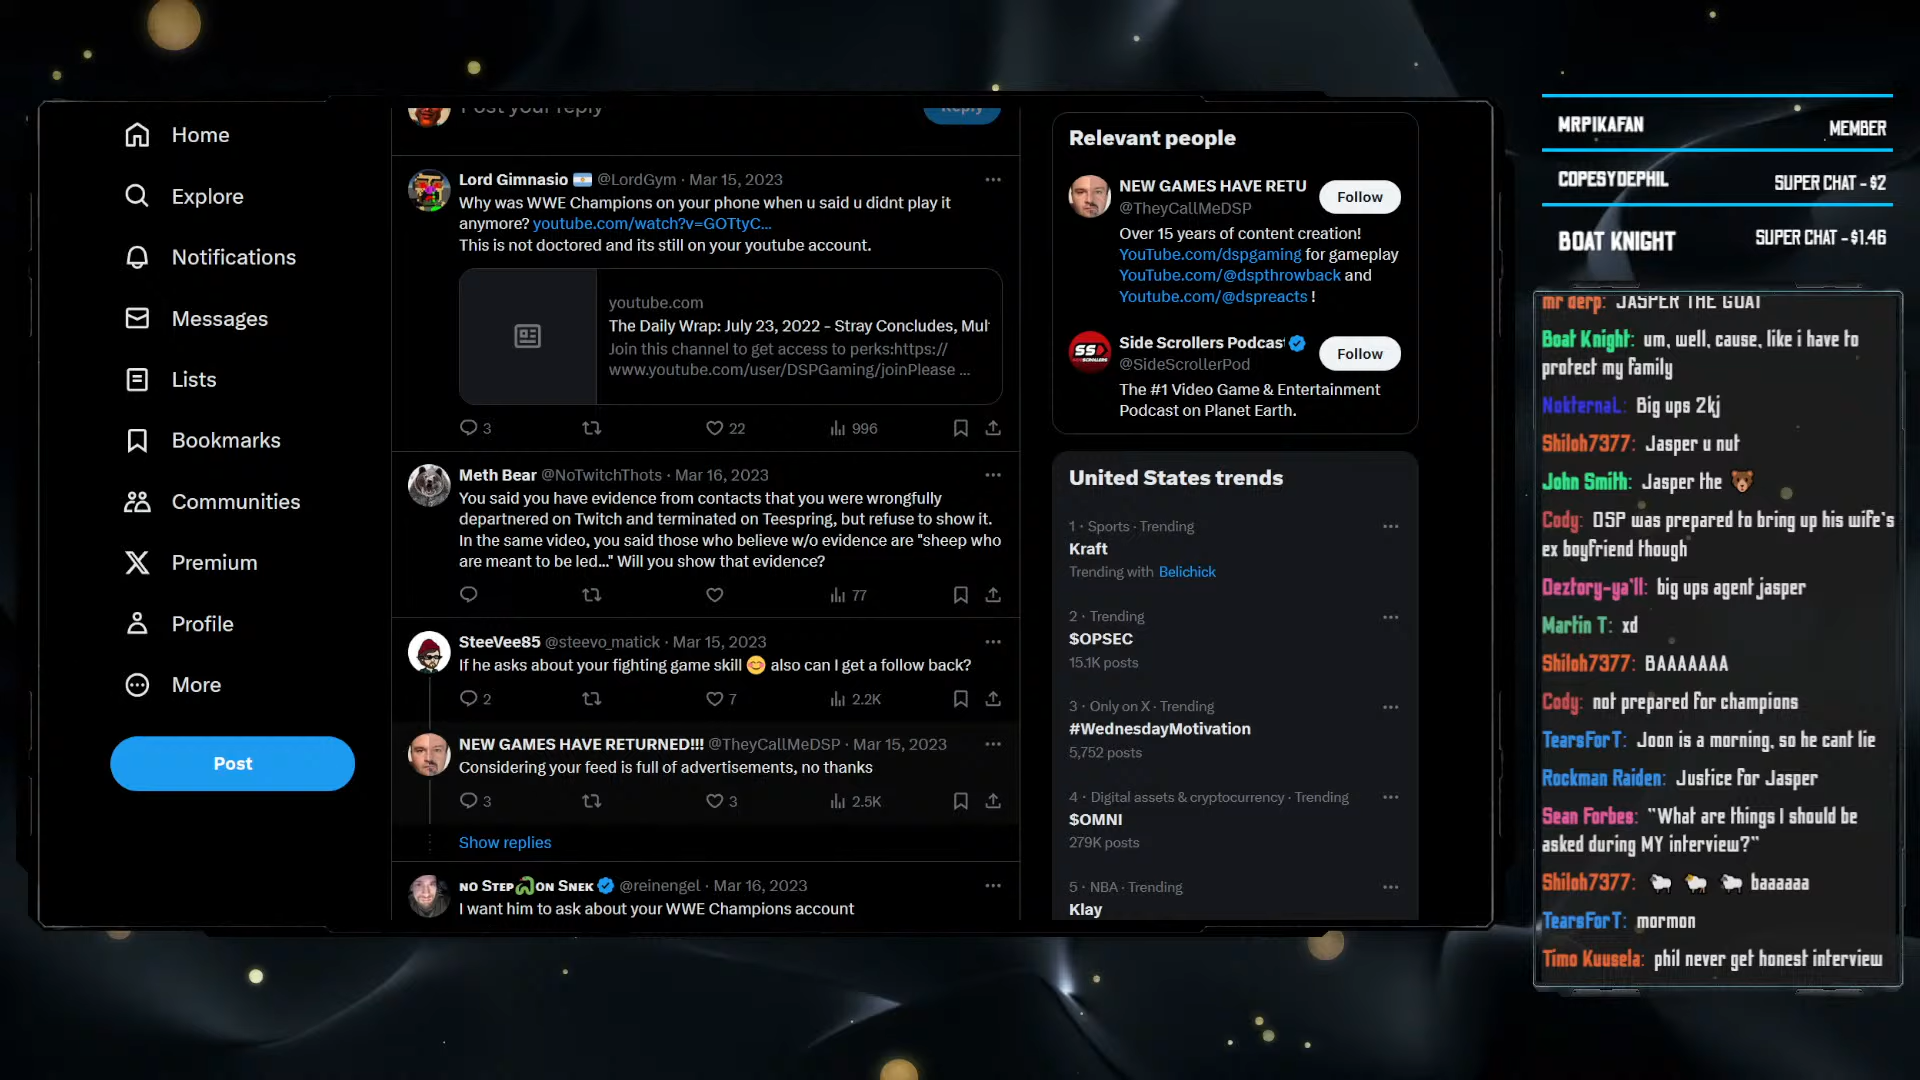 Home
Explore
Notifications
Messages
Lists
Bookmarks
Communities
Premium
Profile
More
Post
Post your reply
Reply
Lord Gimnasio 🇦🇷 @LordGym · Mar 15, 2023
Why was WWE Champions on your phone when u said u didnt play it
anymore? youtube.com/watch?v=GOTtyC...
This is not doctored and its still on your youtube account.
youtube.com
The Daily Wrap: July 23, 2022 - Stray Concludes, Mul
Join this channel to get access to perks:https://
www.youtube.com/user/DSPGaming/joinPlease ...
3
22
996
Meth Bear @NoTwitchThots · Mar 16, 2023
You said you have evidence from contacts that you were wrongfully
departnered on Twitch and terminated on Teespring, but refuse to show it.
In the same video, you said those who believe w/o evidence are "sheep who
are meant to be led..." Will you show that evidence?
77
SteeVee85 @steevo_matick · Mar 15, 2023
If he asks about your fighting game skill 😊 also can I get a follow back?
2
7
2.2K
NEW GAMES HAVE RETURNED!!! @TheyCallMeDSP · Mar 15, 2023
Considering your feed is full of advertisements, no thanks
3
3
2.5K
Show replies
NO STEP🐍ON SNEK @reinengel · Mar 16, 2023
I want him to ask about your WWE Champions account
Relevant people
NEW GAMES HAVE RETU
@TheyCallMeDSP
Follow
Over 15 years of content creation!
YouTube.com/dspgaming for gameplay
YouTube.com/@dspthrowback and
Youtube.com/@dspreacts !
SS
Side Scrollers Podcast
@SideScrollerPod
Follow
The #1 Video Game & Entertainment
Podcast on Planet Earth.
United States trends
1 · Sports · Trending
Kraft
Trending with Belichick
2 · Trending
$OPSEC
15.1K posts
3 · Only on X · Trending
#WednesdayMotivation
5,752 posts
4 · Digital assets & cryptocurrency · Trending
$OMNI
279K posts
5 · NBA · Trending
Klay
MRPIKAFAN MEMBER
COPESYDEPHIL SUPER CHAT - $2
BOAT KNIGHT SUPER CHAT - $1.46
mr derp: JASPER THE GOAT
Boat Knight: um, well, cause, like i have to
protect my family
NokternaL: Big ups 2kj
Shiloh7377: Jasper u nut
John Smith: Jasper the 🐻
Cody: DSP was prepared to bring up his wife's
ex boyfriend though
Deztory-ya'll: big ups agent jasper
Martin T: xd
Shiloh7377: BAAAAAAA
Cody: not prepared for champions
TearsForT: Joon is a morning, so he cant lie
Rockman Raiden: Justice for Jasper
Sean Forbes: "What are things I should be
asked during MY interview?"
Shiloh7377: 🐑 🐏 🐑 baaaaaa
TearsForT: mormon
Timo Kuusela: phil never get honest interview